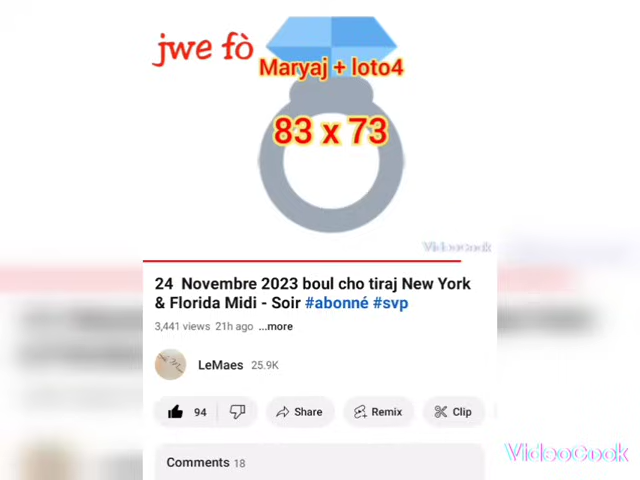 jwe fò
Maryaj + loto4
83 x 73
VideoCook
24 Novembre 2023 boul cho tiraj New York
& Florida Midi - Soir #abonné #svp
3,441 views 21h ago ...more
LeMaes 25.9K
94 Share Remix Clip
Comments 18
VideoCook